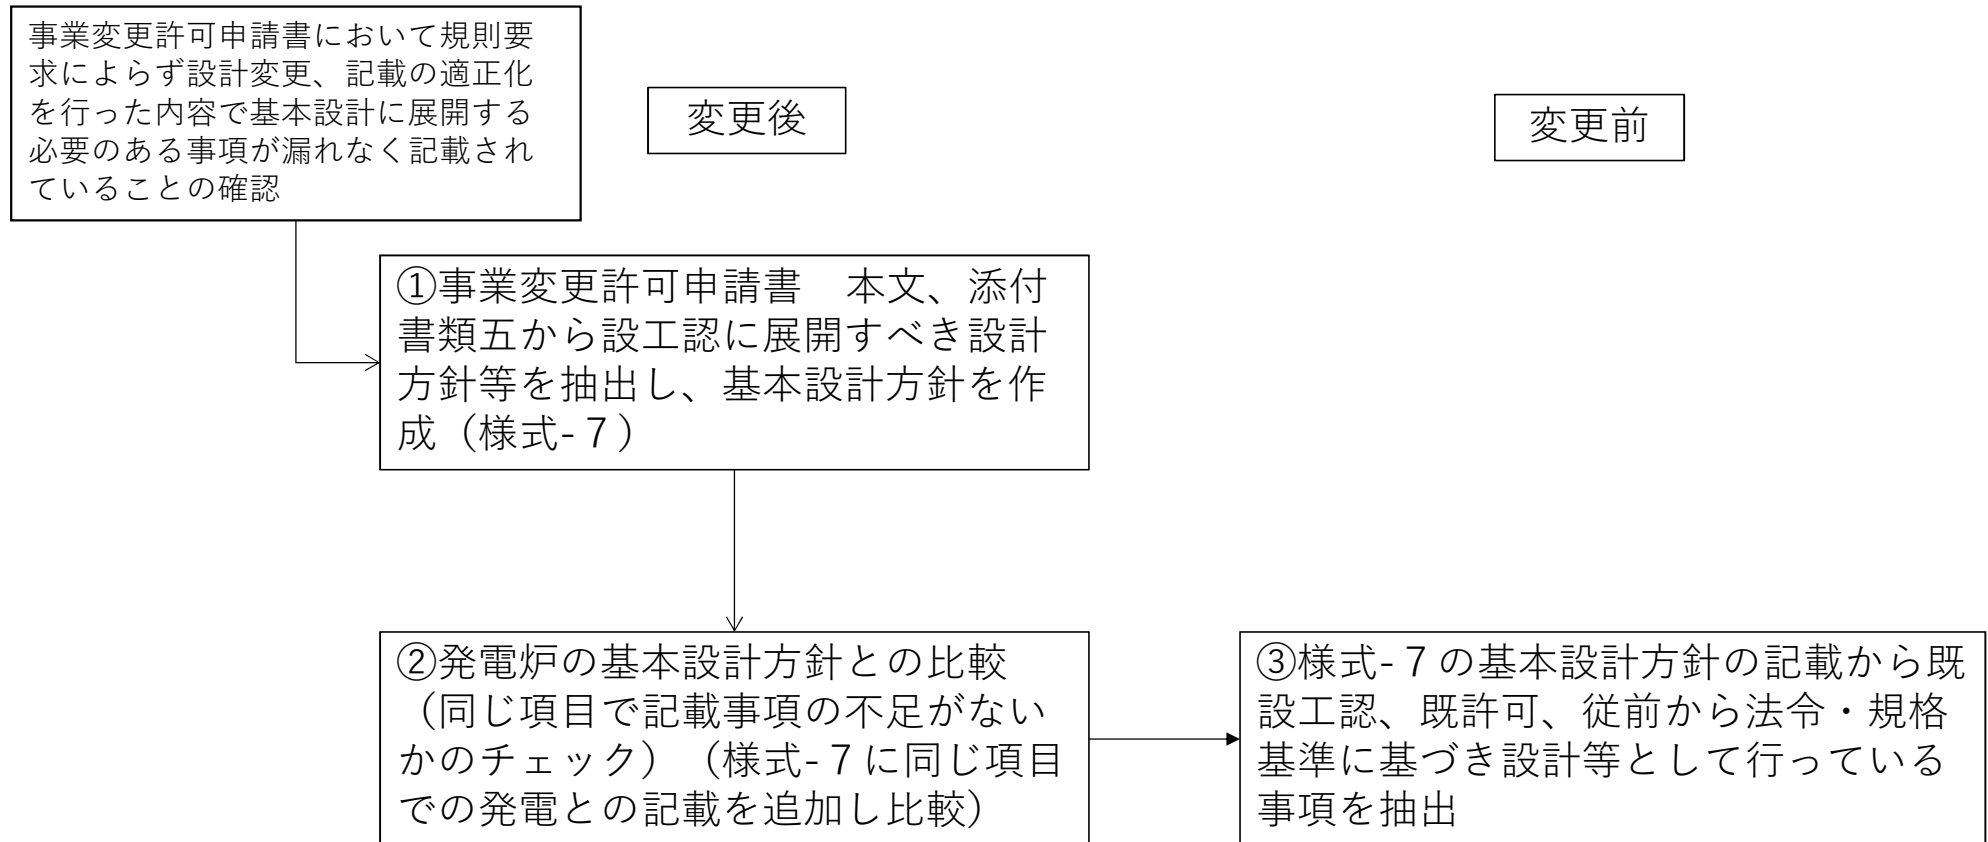 事業変更許可申請書において規則要
求によらず設計変更、記載の適正化
を行った内容で基本設計に展開する
必要のある事項が漏れなく記載され
ていることの確認
変更後
変更前
①事業変更許可申請書　本文、添付
書類五から設工認に展開すべき設計
方針等を抽出し、基本設計方針を作
成（様式-７）
②発電炉の基本設計方針との比較
（同じ項目で記載事項の不足がない
かのチェック）（様式-７に同じ項目
での発電との記載を追加し比較）
③様式-７の基本設計方針の記載から既
設工認、既許可、従前から法令・規格
基準に基づき設計等として行っている
事項を抽出